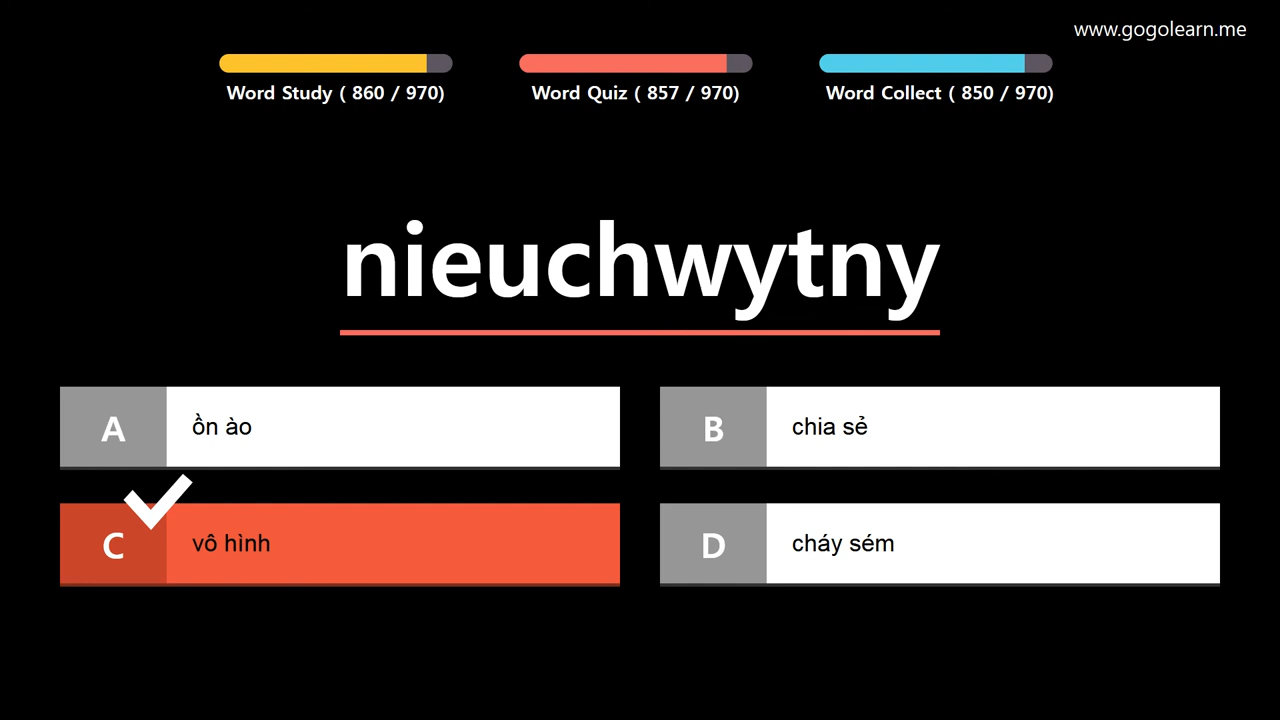 www.gogolearn.me
Word Study ( 860 / 970)
Word Quiz ( 857 / 970)
Word Collect ( 850 / 970)
nieuchwytny
A ồn ào
B chia sẻ
C vô hình
D cháy sém